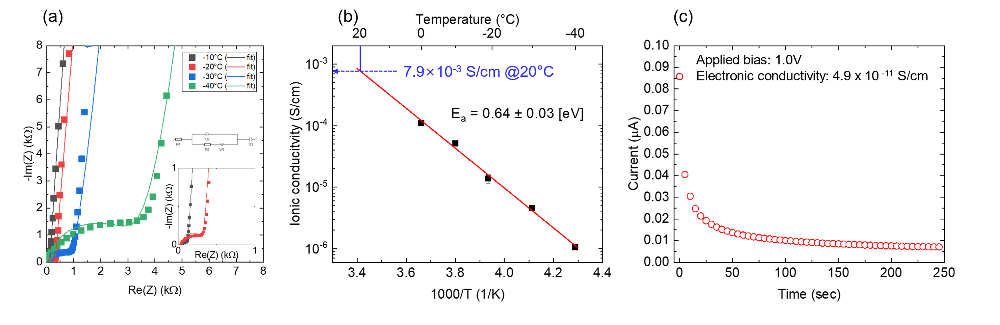 (a)
8
7
6
5
4
3
2
1
0
-Im(Z) (kΩ)
0 1 2 3 4 5 6 7 8
Re(Z) (kΩ)
-10°C ( fit)
-20°C ( fit)
-30°C ( fit)
-40°C ( fit)
R1
Q2
R2
W2
Q3
1
0
-Im(Z) (kΩ)
0 1
Re(Z) (kΩ)
(b)
Temperature (°C)
20 0 -20 -40
10-3
10-4
10-5
10-6
Ionic conducitvity (S/cm)
7.9×10-3 S/cm @20°C
Ea = 0.64 ± 0.03 [eV]
3.4 3.6 3.8 4.0 4.2 4.4
1000/T (1/K)
(c)
0.10
0.09
0.08
0.07
0.06
0.05
0.04
0.03
0.02
0.01
0.00
Current (μA)
Applied bias: 1.0V
Electronic conductivity: 4.9 x 10 -11 S/cm
0 50 100 150 200 250
Time (sec)